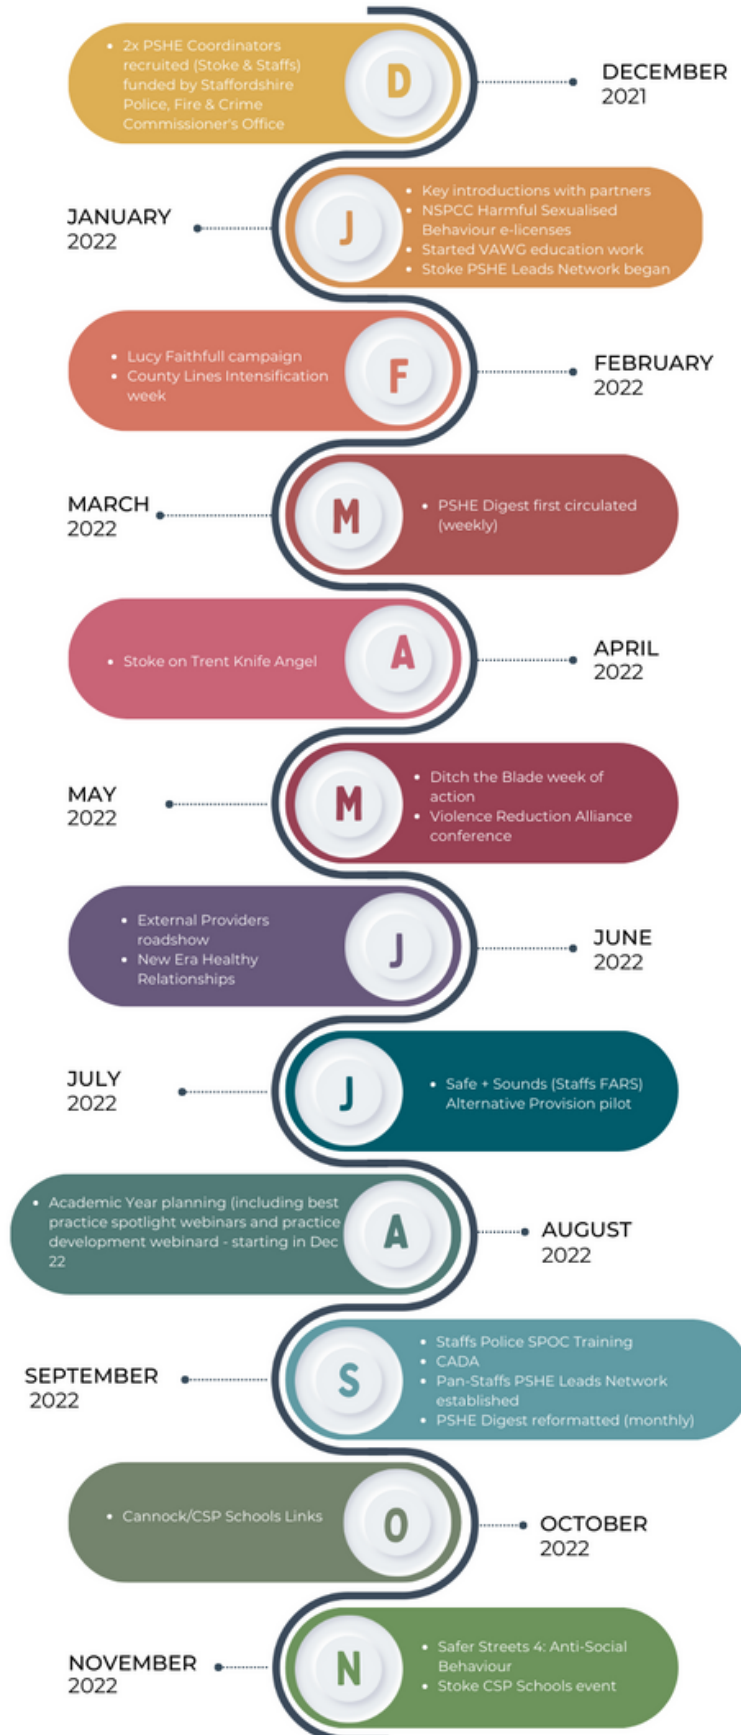 • 2x PSHE Coordinators
recruited (Stoke & Staffs)
funded by Staffordshire
Police, Fire & Crime
Commissioner's Office
D
DECEMBER
2021
JANUARY
2022
J
• Key introductions with partners
• NSPCC Harmful Sexualised
Behaviour e-licenses
• Started VAWG education work
• Stoke PSHE Leads Network began
• Lucy Faithfull campaign
• County Lines Intensification
week
F
FEBRUARY
2022
MARCH
2022
M
• PSHE Digest first circulated
(weekly)
• Stoke on Trent Knife Angel
A
APRIL
2022
MAY
2022
M
• Ditch the Blade week of
action
• Violence Reduction Alliance
conference
• External Providers
roadshow
• New Era Healthy
Relationships
J
JUNE
2022
JULY
2022
J
• Safe + Sounds (Staffs FARS)
Alternative Provision pilot
• Academic Year planning (including best
practice spotlight webinars and practice
development webinard - starting in Dec
22
A
AUGUST
2022
SEPTEMBER
2022
S
• Staffs Police SPOC Training
• CADA
• Pan-Staffs PSHE Leads Network
established
• PSHE Digest reformatted (monthly)
• Cannock/CSP Schools Links
O
OCTOBER
2022
NOVEMBER
2022
N
• Safer Streets 4: Anti-Social
Behaviour
• Stoke CSP Schools event